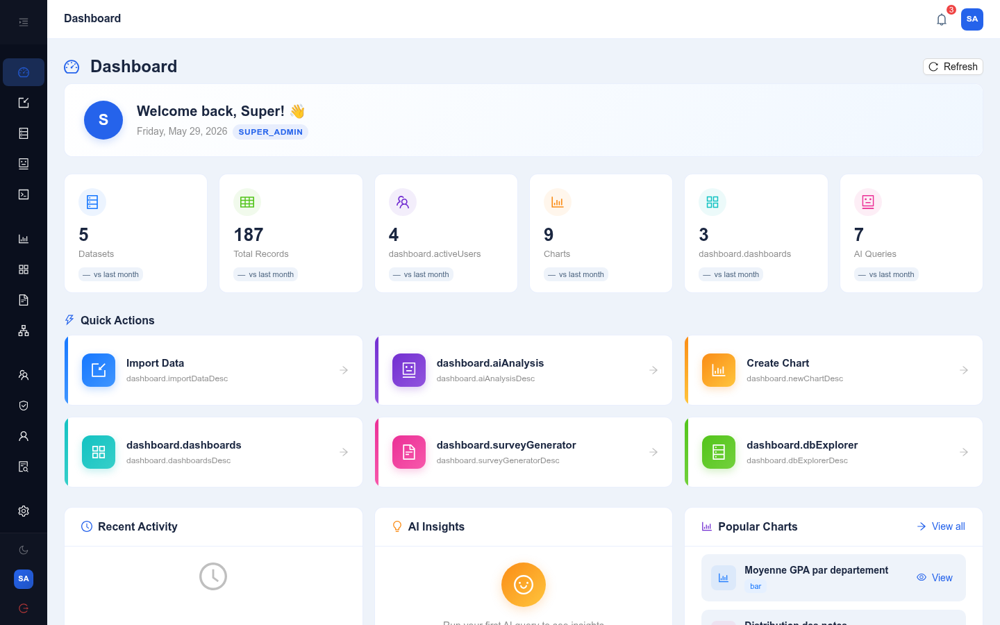 Dashboard
3
SA
Dashboard
Refresh
S
Welcome back, Super! 👋
Friday, May 29, 2026 SUPER_ADMIN
5
Datasets
— vs last month
187
Total Records
— vs last month
4
dashboard.activeUsers
— vs last month
9
Charts
— vs last month
3
dashboard.dashboards
— vs last month
7
AI Queries
— vs last month
Quick Actions
Import Data
dashboard.importDataDesc
dashboard.aiAnalysis
dashboard.aiAnalysisDesc
Create Chart
dashboard.newChartDesc
dashboard.dashboards
dashboard.dashboardsDesc
dashboard.surveyGenerator
dashboard.surveyGeneratorDesc
dashboard.dbExplorer
dashboard.dbExplorerDesc
Recent Activity
AI Insights
Run your first AI query to see insights
Popular Charts
View all
Moyenne GPA par departement
bar
View
Distribution des notes
SA